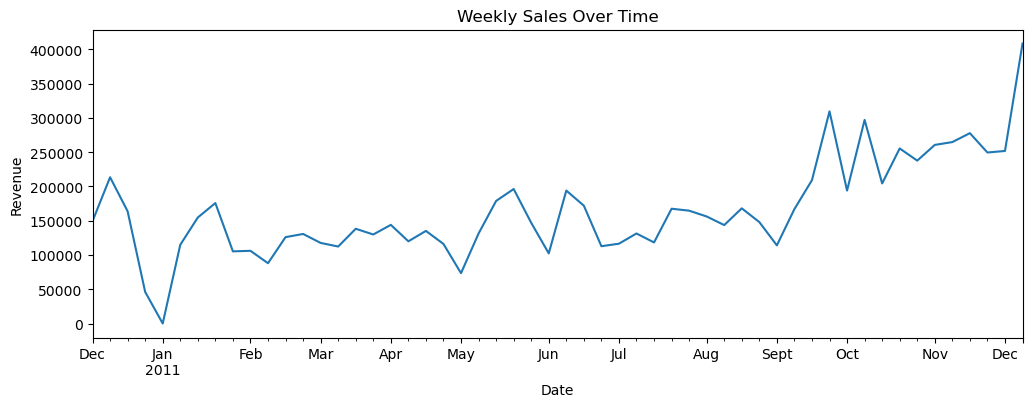 Weekly Sales Over Time
Revenue
400000
350000
300000
250000
200000
150000
100000
50000
0
Dec Jan Feb Mar Apr May Jun Jul Aug Sept Oct Nov Dec
2011
Date